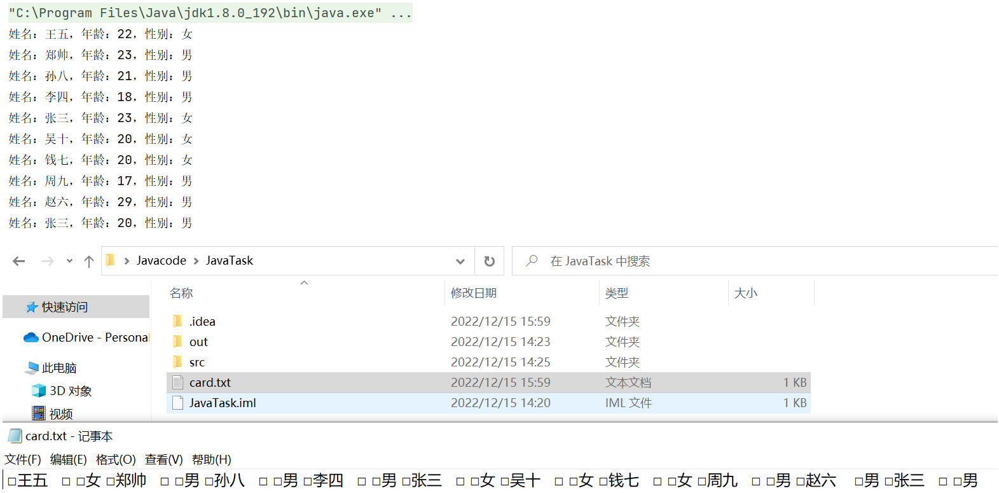 "C:\Program Files\Java\jdk1.8.0_192\bin\java.exe" ...
姓名：王五，年龄：22，性别：女
姓名：郑帅，年龄：23，性别：男
姓名：孙八，年龄：21，性别：男
姓名：李四，年龄：18，性别：男
姓名：张三，年龄：23，性别：女
姓名：吴十，年龄：20，性别：女
姓名：钱七，年龄：20，性别：女
姓名：周九，年龄：17，性别：男
姓名：赵六，年龄：29，性别：男
姓名：张三，年龄：20，性别：男
Javacode > JavaTask 在 JavaTask 中搜索
名称 修改日期 类型 大小
快速访问
.idea 2022/12/15 15:59 文件夹
OneDrive - Personal
out 2022/12/15 14:23 文件夹
此电脑
src 2022/12/15 14:25 文件夹
3D 对象
card.txt 2022/12/15 15:59 文本文档 1 KB
视频
JavaTask.iml 2022/12/15 14:20 IML 文件 1 KB
card.txt - 记事本
文件(F) 编辑(E) 格式(O) 查看(V) 帮助(H)
□王五 □ □女 □郑帅 □ □男 □孙八 □ □男 □李四 □ □男 □张三 □ □女 □吴十 □ □女 □钱七 □ □女 □周九 □ □男 □赵六 □男 □张三 □ □男